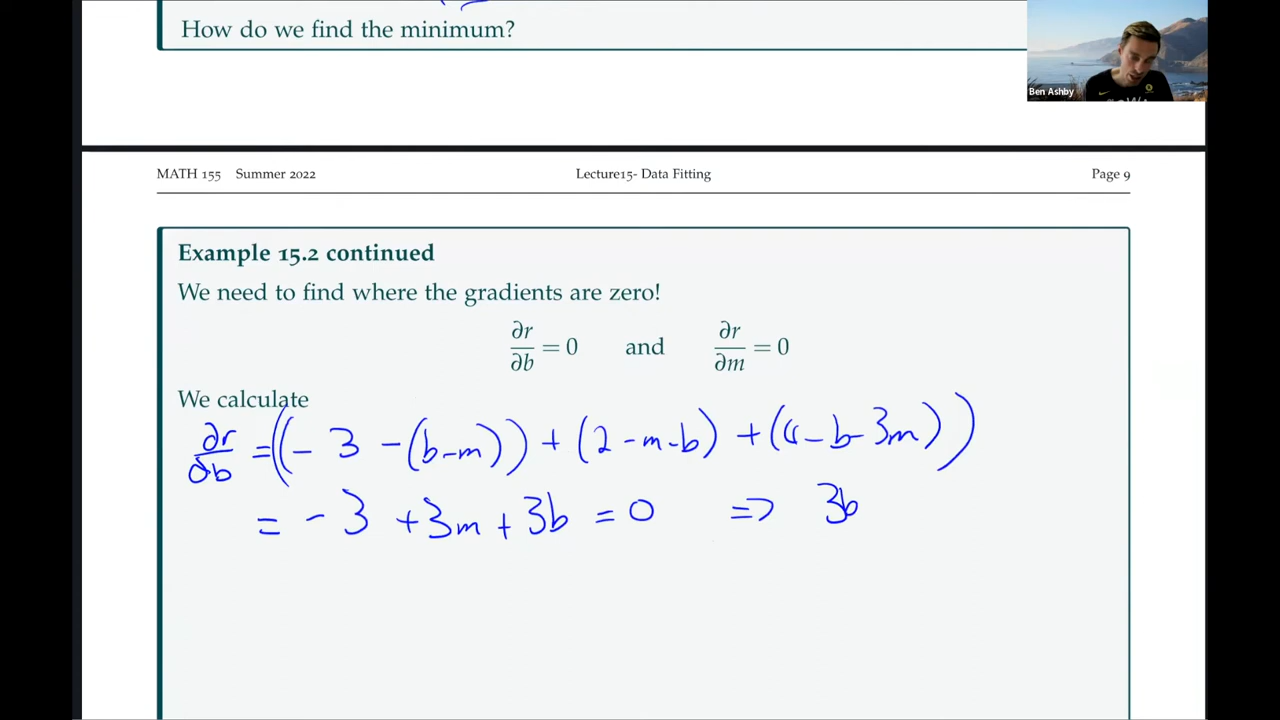 How do we find the minimum?
Ben Ashby
MATH 155 Summer 2022 Lecture15- Data Fitting Page 9
Example 15.2 continued
We need to find where the gradients are zero!
∂r/∂b = 0 and ∂r/∂m = 0
We calculate
∂r/∂b = ((-3 -(b-m)) + (2-m-b) + (4-b-3m))
= -3 +3m + 3b = 0 => 3b